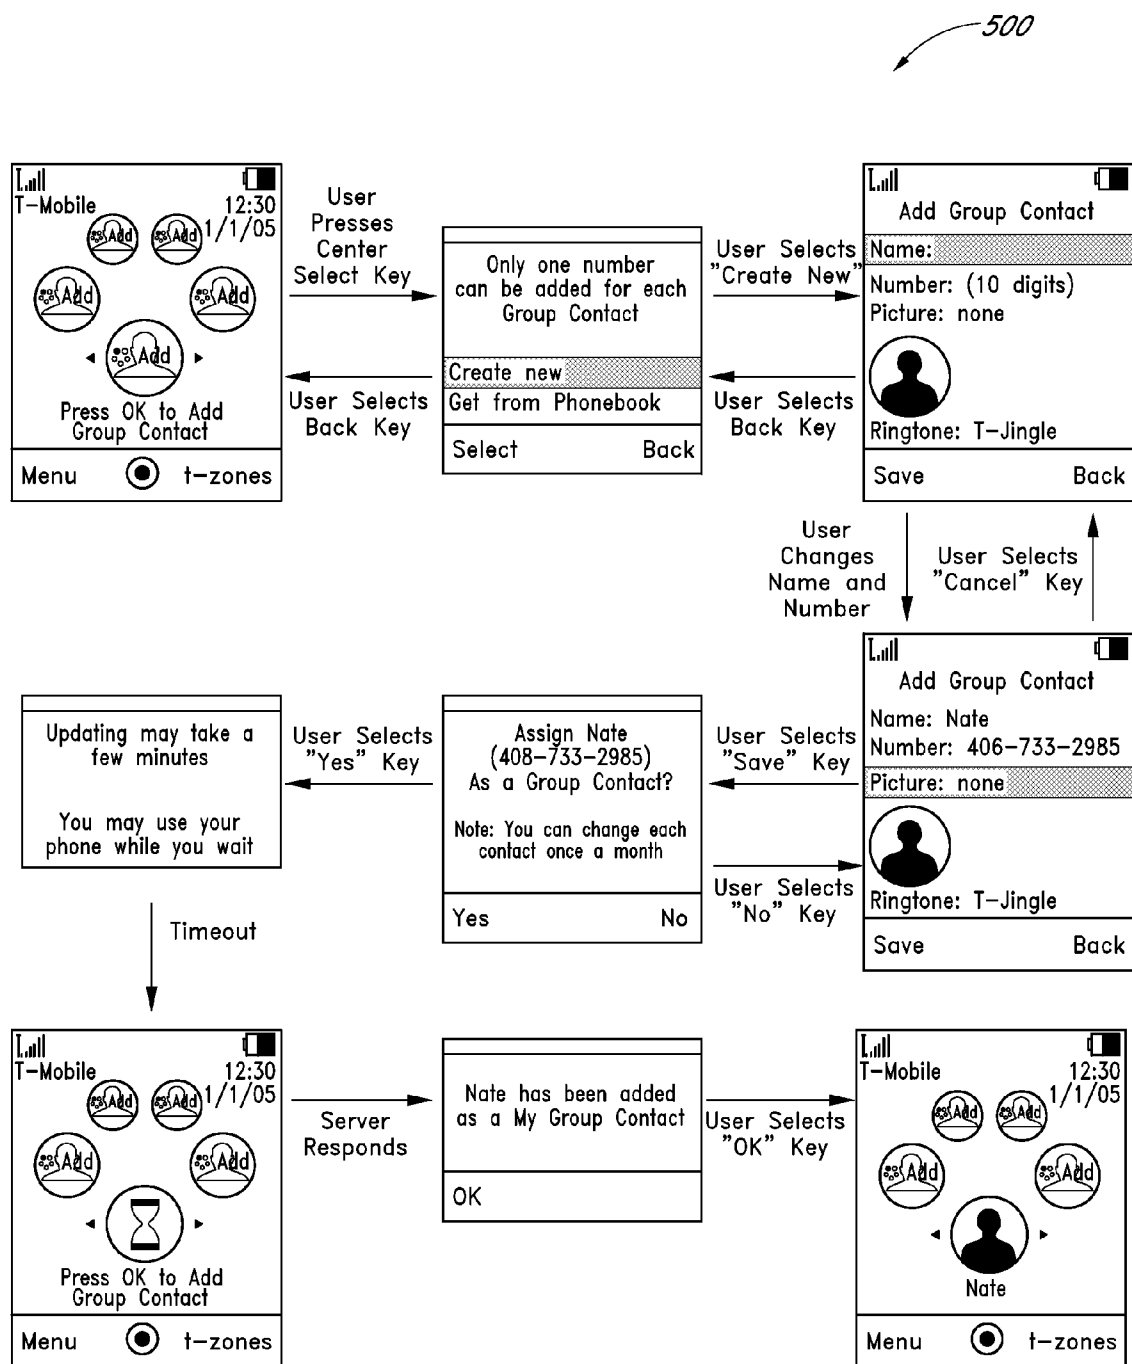 500
T-Mobile
12:30
1/1/05
Add
Add
Add
Add
Add
Press OK to Add
Group Contact
Menu
t-zones
User
Presses
Center
Select Key
User Selects
Back Key
Only one number
can be added for each
Group Contact
Create new
Get from Phonebook
Select
Back
User Selects
"Create New"
User Selects
Back Key
Add Group Contact
Name:
Number: (10 digits)
Picture: none
Ringtone: T-Jingle
Save
Back
User
Changes
Name and
Number
User Selects
"Cancel" Key
Add Group Contact
Name: Nate
Number: 406-733-2985
Picture: none
Ringtone: T-Jingle
Save
Back
User Selects
"Save" Key
User Selects
"No" Key
Assign Nate
(408-733-2985)
As a Group Contact?
Note: You can change each
contact once a month
Yes
No
User Selects
"Yes" Key
Updating may take a
few minutes
You may use your
phone while you wait
Timeout
T-Mobile
12:30
1/1/05
Add
Add
Add
Add
Press OK to Add
Group Contact
Menu
t-zones
Server
Responds
Nate has been added
as a My Group Contact
OK
User Selects
"OK" Key
T-Mobile
12:30
1/1/05
Add
Add
Add
Add
Nate
Menu
t-zones